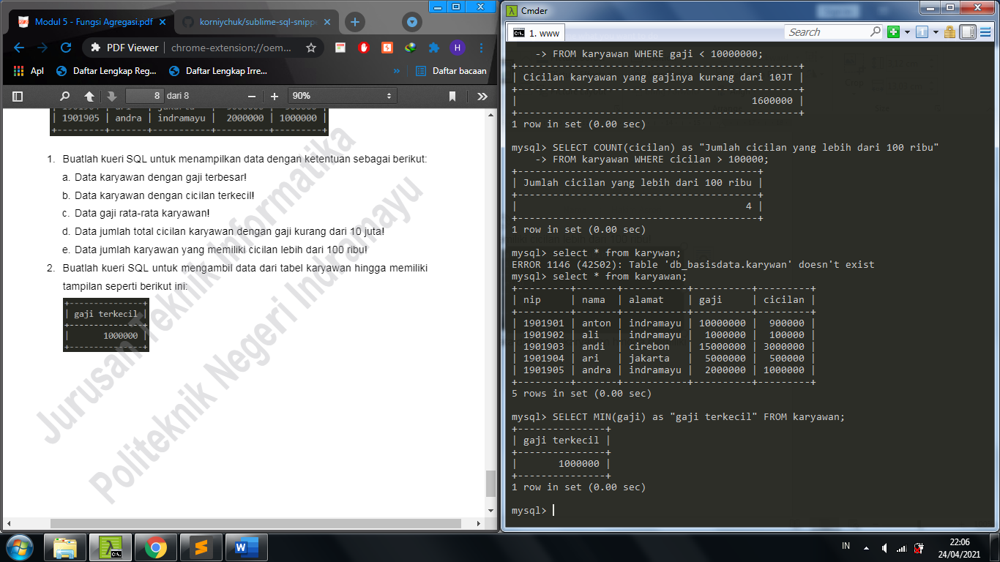 Modul 5 - Fungsi Agregasi.pdf
korniychuk/sublime-sql-snipp
PDF Viewer
chrome-extension://oem...
H
Apl
Daftar Lengkap Reg...
Daftar Lengkap Irre...
»
Daftar bacaan
8 dari 8
90%
| 1901905 | andra | indramayu | 2000000 | 1000000 |
+---------+-------+-----------+----------+---------+
1. Buatlah kueri SQL untuk menampilkan data dengan ketentuan sebagai berikut:
a. Data karyawan dengan gaji terbesar!
b. Data karyawan dengan cicilan terkecil!
c. Data gaji rata-rata karyawan!
d. Data jumlah total cicilan karyawan dengan gaji kurang dari 10 juta!
e. Data jumlah karyawan yang memiliki cicilan lebih dari 100 ribu!
2. Buatlah kueri SQL untuk mengambil data dari tabel karyawan hingga memiliki
tampilan seperti berikut ini:
+---------------+
| gaji terkecil |
+---------------+
| 1000000 |
+---------------+
Jurusan Teknik Informatika
Politeknik Negeri Indramayu
Cmder
1. www
Search
-> FROM karyawan WHERE gaji < 10000000;
+------------------------------------------------+
| Cicilan karyawan yang gajinya kurang dari 10JT |
+------------------------------------------------+
| 1600000 |
+------------------------------------------------+
1 row in set (0.00 sec)
mysql> SELECT COUNT(cicilan) as "Jumlah cicilan yang lebih dari 100 ribu"
-> FROM karyawan WHERE cicilan > 100000;
+-----------------------------------------+
| Jumlah cicilan yang lebih dari 100 ribu |
+-----------------------------------------+
| 4 |
+-----------------------------------------+
1 row in set (0.00 sec)
mysql> select * from karywan;
ERROR 1146 (42S02): Table 'db_basisdata.karywan' doesn't exist
mysql> select * from karyawan;
+---------+-------+-----------+----------+---------+
| nip | nama | alamat | gaji | cicilan |
+---------+-------+-----------+----------+---------+
| 1901901 | anton | indramayu | 10000000 | 900000 |
| 1901902 | ali | indramayu | 1000000 | 100000 |
| 1901903 | andi | cirebon | 15000000 | 3000000 |
| 1901904 | ari | jakarta | 5000000 | 500000 |
| 1901905 | andra | indramayu | 2000000 | 1000000 |
+---------+-------+-----------+----------+---------+
5 rows in set (0.00 sec)
mysql> SELECT MIN(gaji) as "gaji terkecil" FROM karyawan;
+---------------+
| gaji terkecil |
+---------------+
| 1000000 |
+---------------+
1 row in set (0.00 sec)
mysql>
IN
22:06
24/04/2021